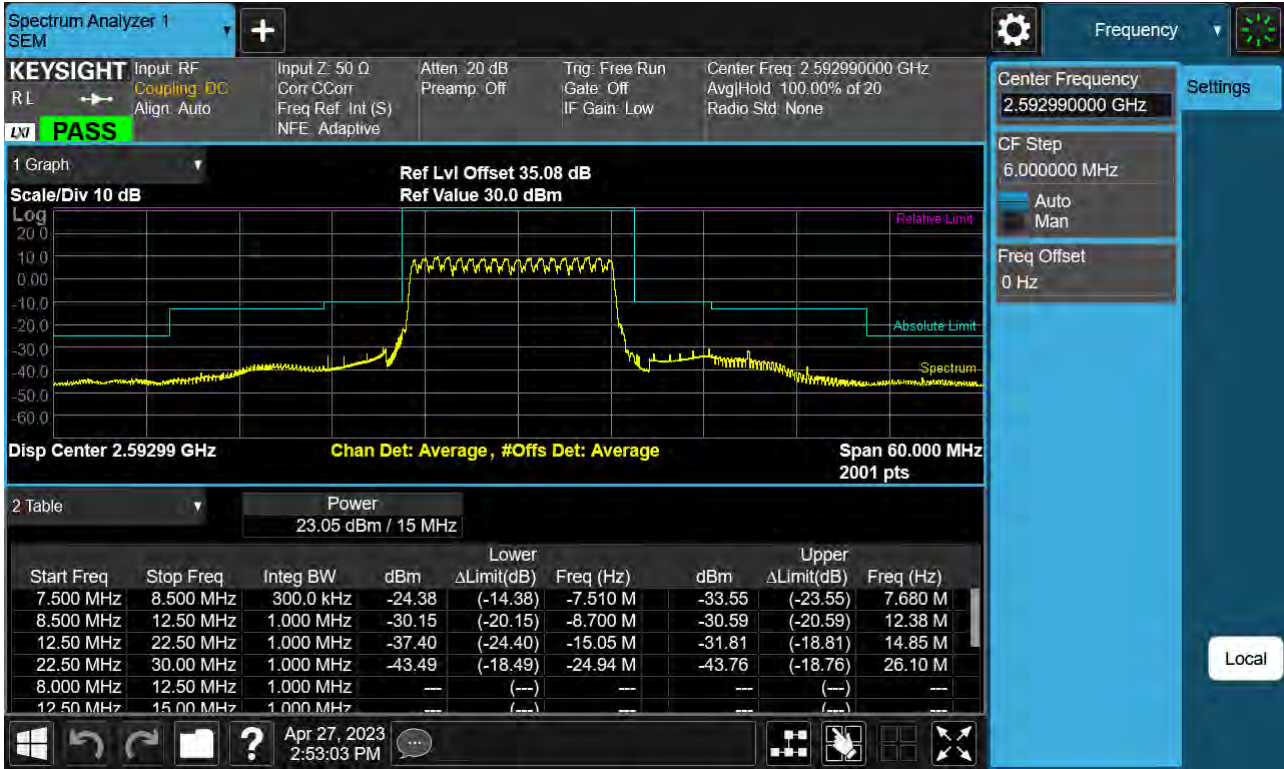 Spectrum Analyzer 1
SEM
+
Frequency
KEYSIGHT
R L
LXI
PASS
Input: RF
Coupling: DC
Align: Auto
Input Z: 50 Ω
Corr CCorr
Freq Ref: Int (S)
NFE: Adaptive
Atten: 20 dB
Preamp: Off
Trig: Free Run
Gate: Off
IF Gain: Low
Center Freq: 2.592990000 GHz
Avg|Hold: 100.00% of 20
Radio Std: None
Center Frequency
2.592990000 GHz
Settings
CF Step
6.000000 MHz
Auto
Man
Freq Offset
0 Hz
Local
1 Graph
Scale/Div 10 dB
Ref Lvl Offset 35.08 dB
Ref Value 30.0 dBm
Log
20.0
10.0
0.00
-10.0
-20.0
-30.0
-40.0
-50.0
-60.0
Relative Limit
Absolute Limit
Spectrum
Disp Center 2.59299 GHz
Chan Det: Average, #Offs Det: Average
Span 60.000 MHz
2001 pts
2 Table
Power
23.05 dBm / 15 MHz
Lower Upper
Start Freq Stop Freq Integ BW dBm ΔLimit(dB) Freq (Hz) dBm ΔLimit(dB) Freq (Hz)
7.500 MHz 8.500 MHz 300.0 kHz -24.38 (-14.38) -7.510 M -33.55 (-23.55) 7.680 M
8.500 MHz 12.50 MHz 1.000 MHz -30.15 (-20.15) -8.700 M -30.59 (-20.59) 12.38 M
12.50 MHz 22.50 MHz 1.000 MHz -37.40 (-24.40) -15.05 M -31.81 (-18.81) 14.85 M
22.50 MHz 30.00 MHz 1.000 MHz -43.49 (-18.49) -24.94 M -43.76 (-18.76) 26.10 M
8.000 MHz 12.50 MHz 1.000 MHz --- (---) --- --- (---) ---
12.50 MHz 15.00 MHz 1.000 MHz --- (---) --- --- (---) ---
?
Apr 27, 2023
2:53:03 PM